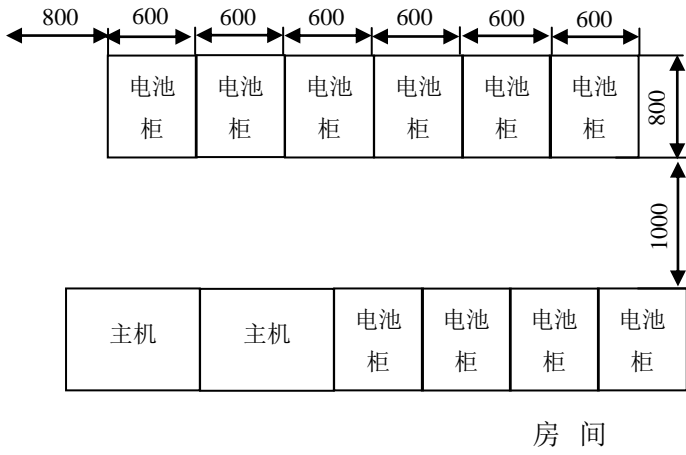 800 600 600 600 600 600 600
电池 电池 电池 电池 电池 电池
柜 柜 柜 柜 柜 柜
800
1000
主机 主机
电池 电池 电池 电池
柜 柜 柜 柜
房 间